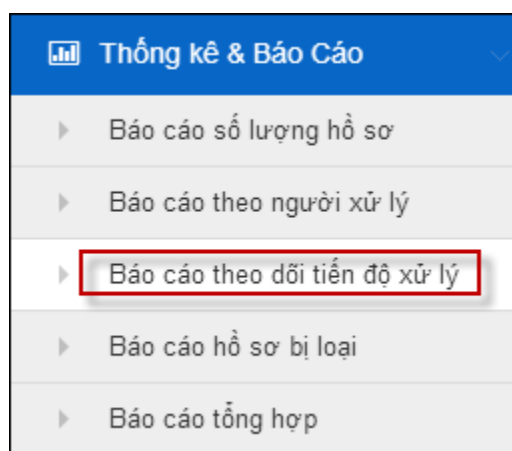 Thống kê & Báo Cáo
Báo cáo số lượng hồ sơ
Báo cáo theo người xử lý
Báo cáo theo dõi tiến độ xử lý
Báo cáo hồ sơ bị loại
Báo cáo tổng hợp